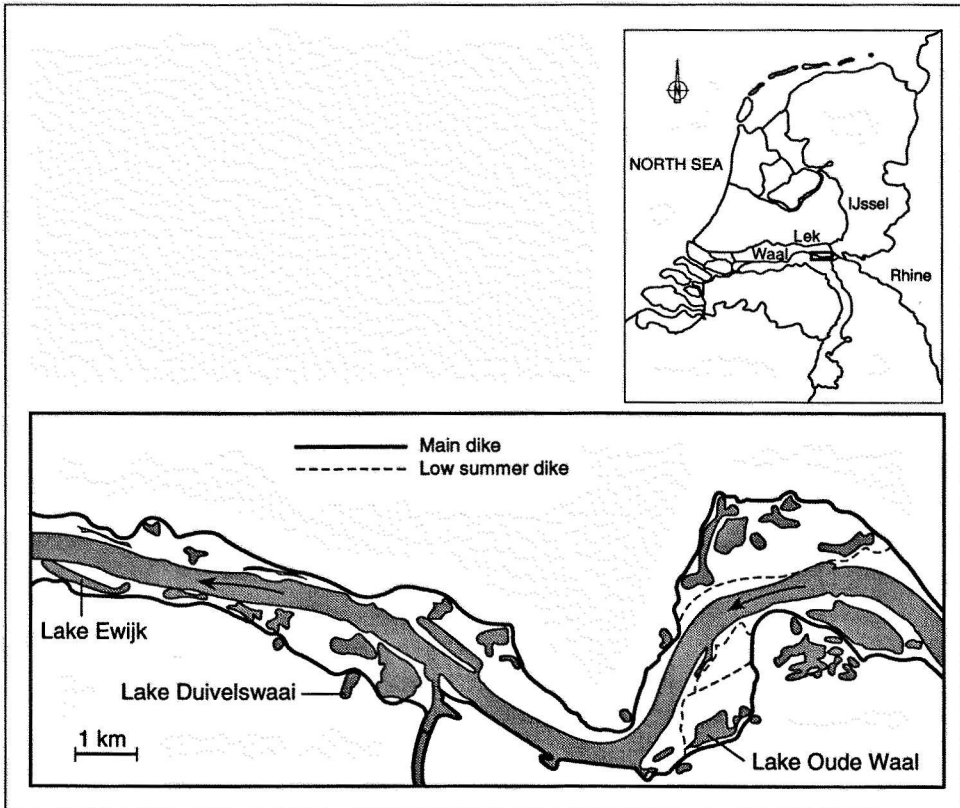 N
NORTH SEA
IJssel
Lek
Waal
Rhine
Main dike
Low summer dike
Lake Ewijk
Lake Duivelswaai
1 km
Lake Oude Waal